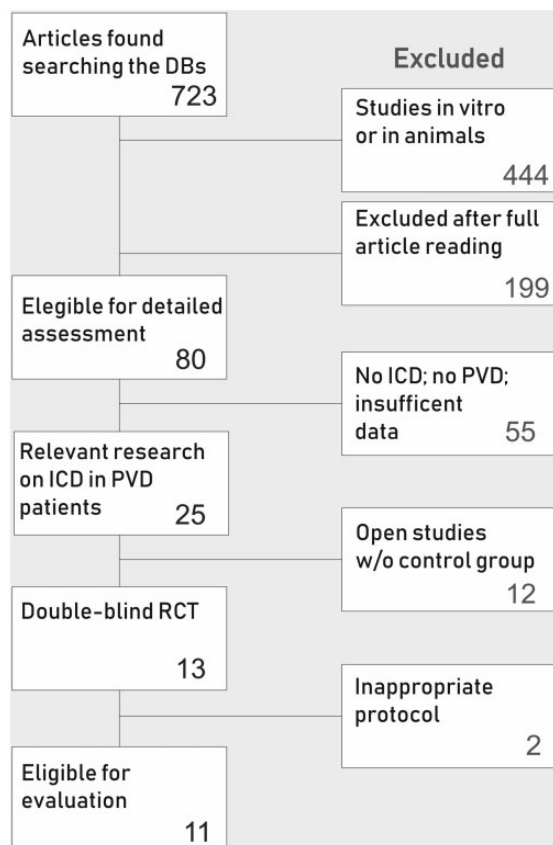 Articles found
searching the DBs
723
Excluded
Studies in vitro
or in animals
444
Excluded after full
article reading
199
Elegible for detailed
assessment
80
No ICD; no PVD;
insufficent
data
55
Relevant research
on ICD in PVD
patients
25
Open studies
w/o control group
12
Double-blind RCT
13
Inappropriate
protocol
2
Eligible for
evaluation
11